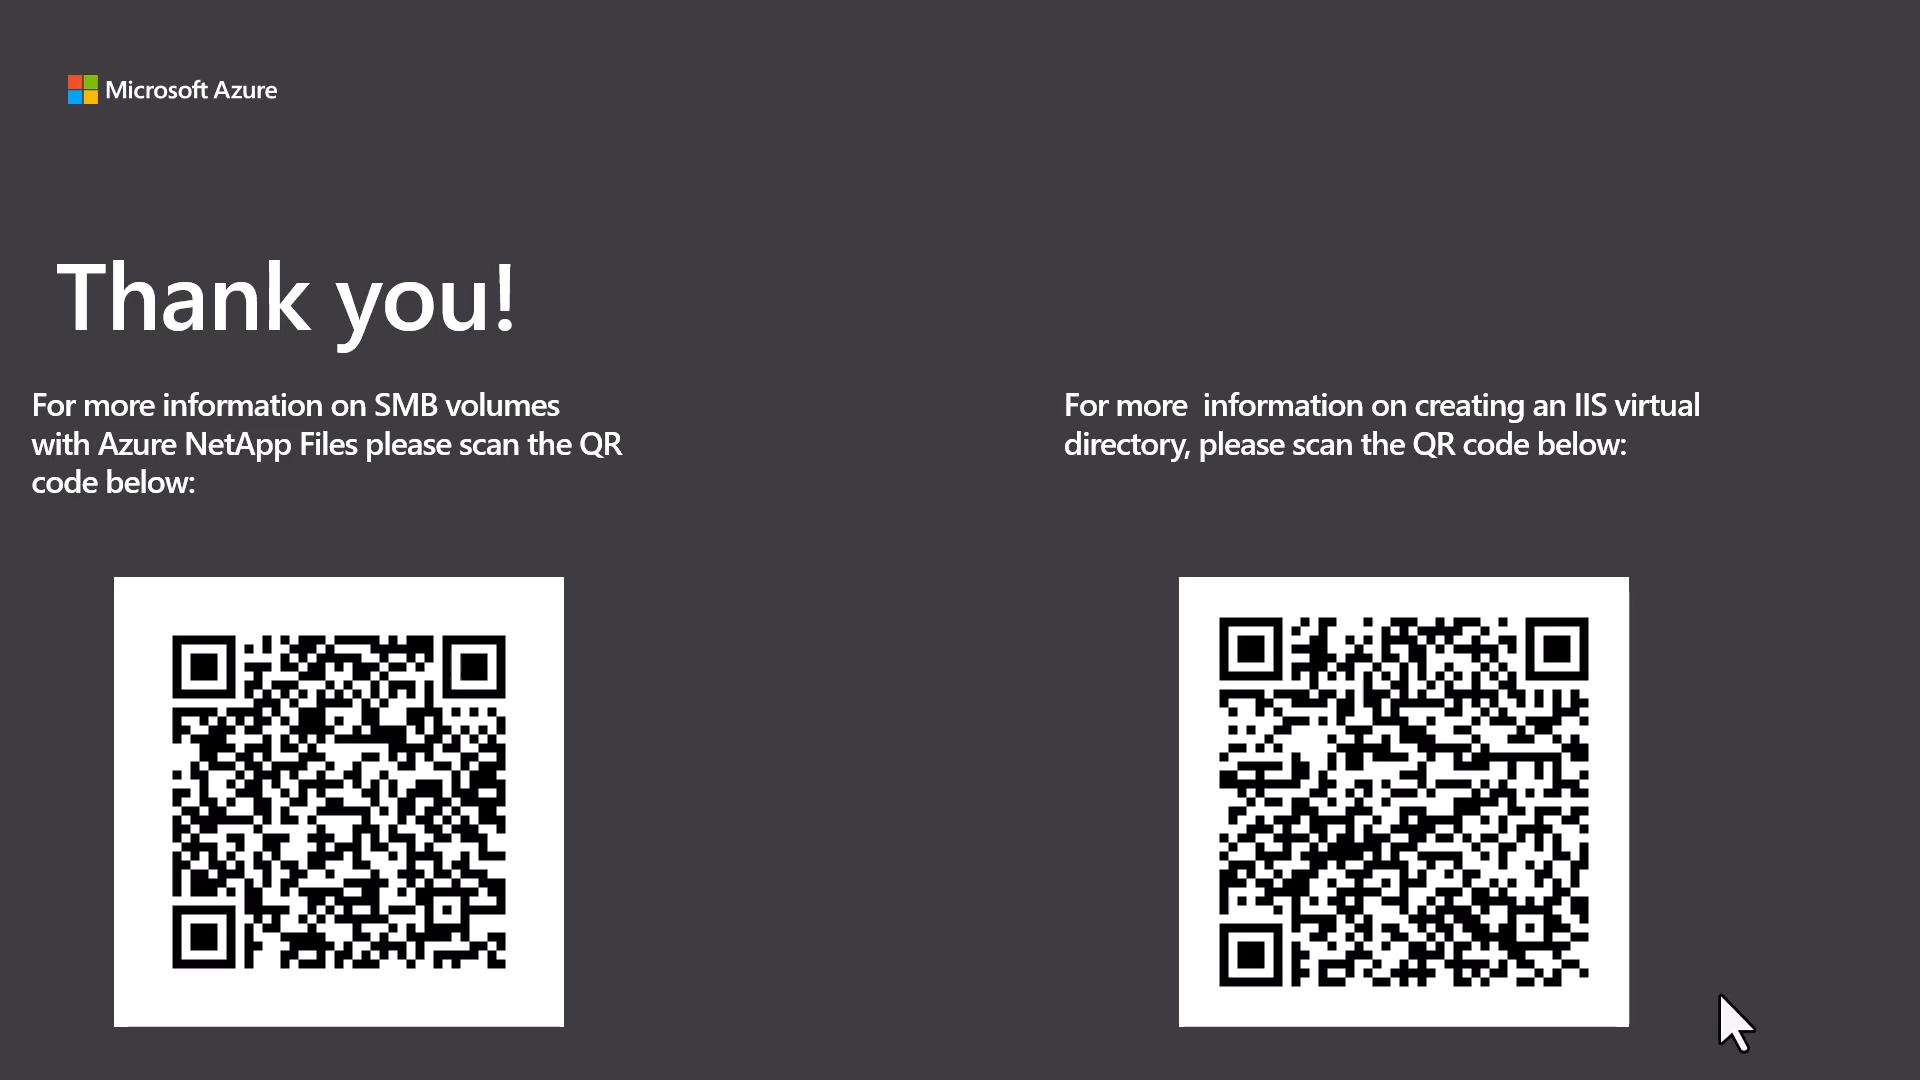 Microsoft Azure
Thank you!
For more information on SMB volumes
with Azure NetApp Files please scan the QR
code below:
For more  information on creating an IIS virtual
directory, please scan the QR code below: